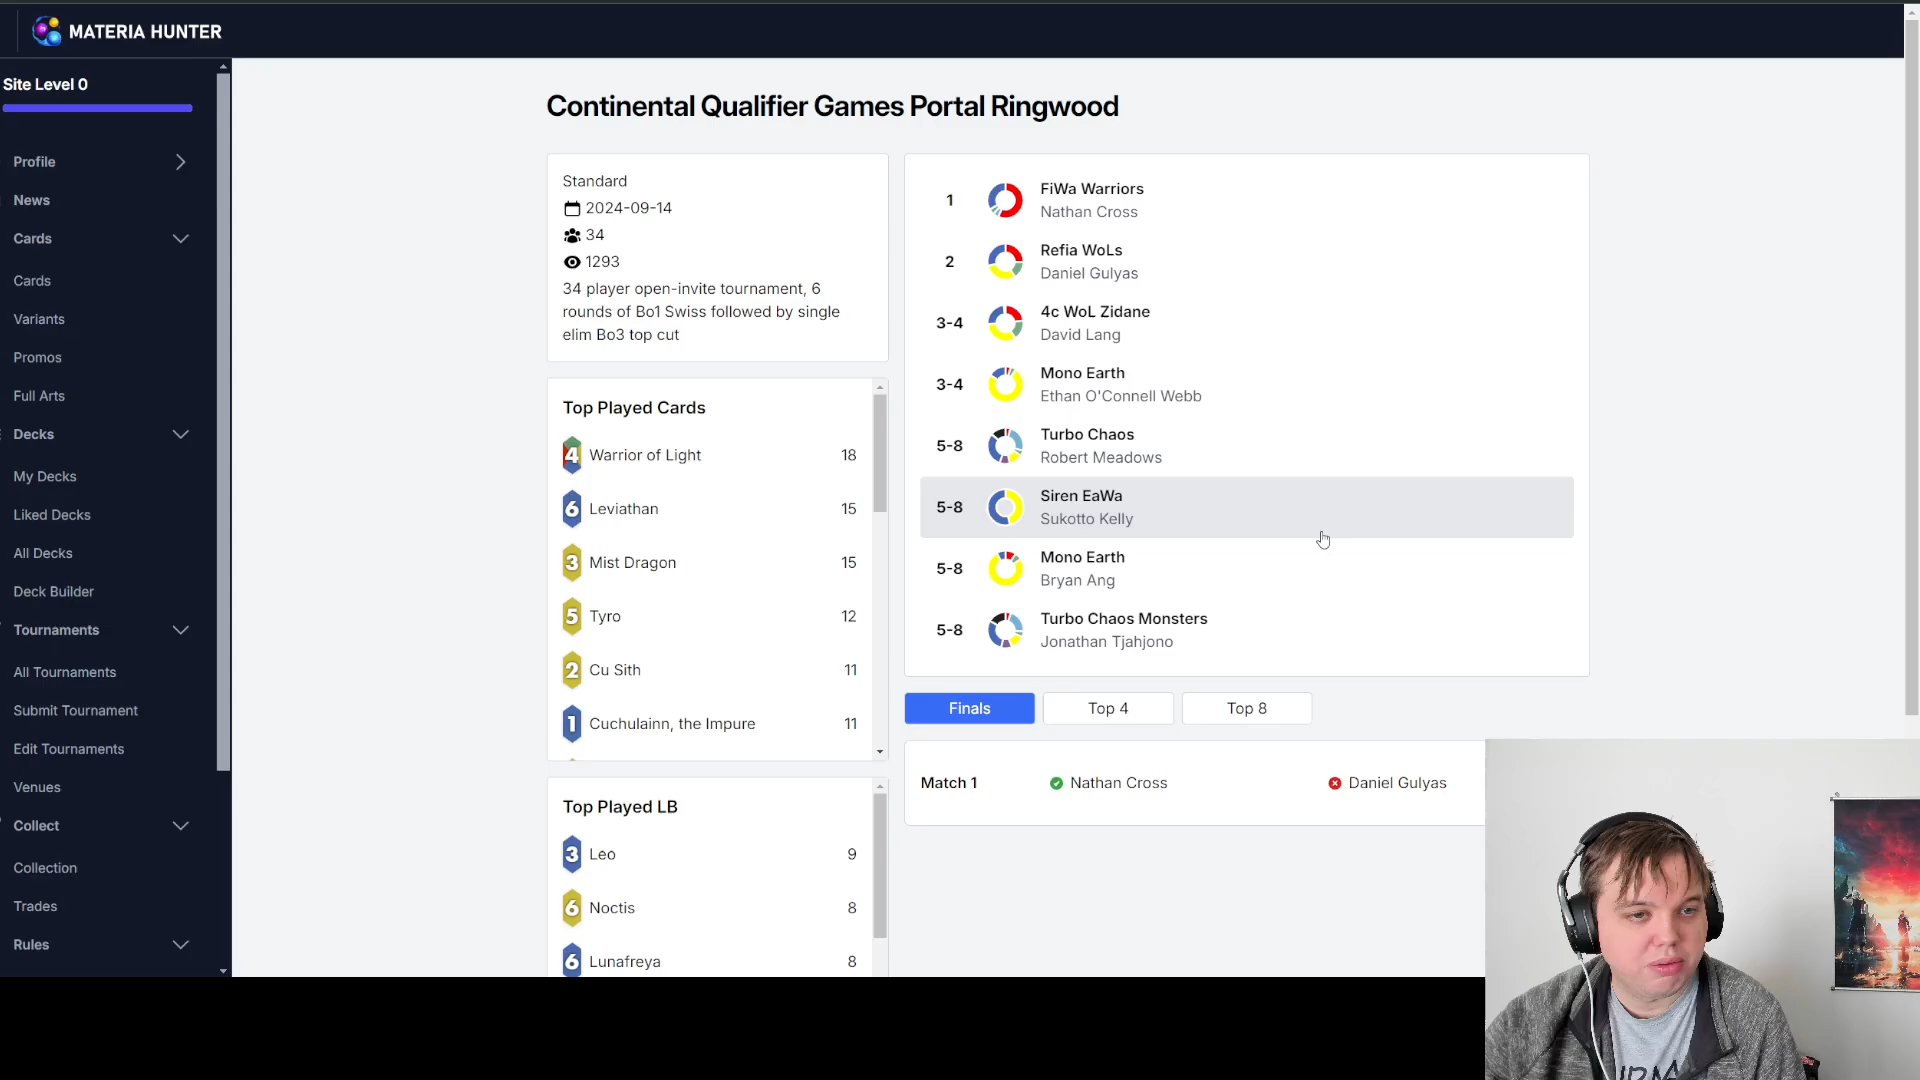 MATERIA HUNTER
Site Level 0
Profile
News
Cards
Cards
Variants
Promos
Full Arts
Decks
My Decks
Liked Decks
All Decks
Deck Builder
Tournaments
All Tournaments
Submit Tournament
Edit Tournaments
Venues
Collect
Collection
Trades
Rules
Continental Qualifier Games Portal Ringwood
Standard
2024-09-14
34
1293
34 player open-invite tournament, 6
rounds of Bo1 Swiss followed by single
elim Bo3 top cut
Top Played Cards
4 Warrior of Light 18
6 Leviathan 15
3 Mist Dragon 15
5 Tyro 12
2 Cu Sith 11
1 Cuchulainn, the Impure 11
Top Played LB
3 Leo 9
6 Noctis 8
6 Lunafreya 8
1 FiWa Warriors
Nathan Cross
2 Refia WoLs
Daniel Gulyas
3-4 4c WoL Zidane
David Lang
3-4 Mono Earth
Ethan O'Connell Webb
5-8 Turbo Chaos
Robert Meadows
5-8 Siren EaWa
Sukotto Kelly
5-8 Mono Earth
Bryan Ang
5-8 Turbo Chaos Monsters
Jonathan Tjahjono
Finals Top 4 Top 8
Match 1 Nathan Cross Daniel Gulyas